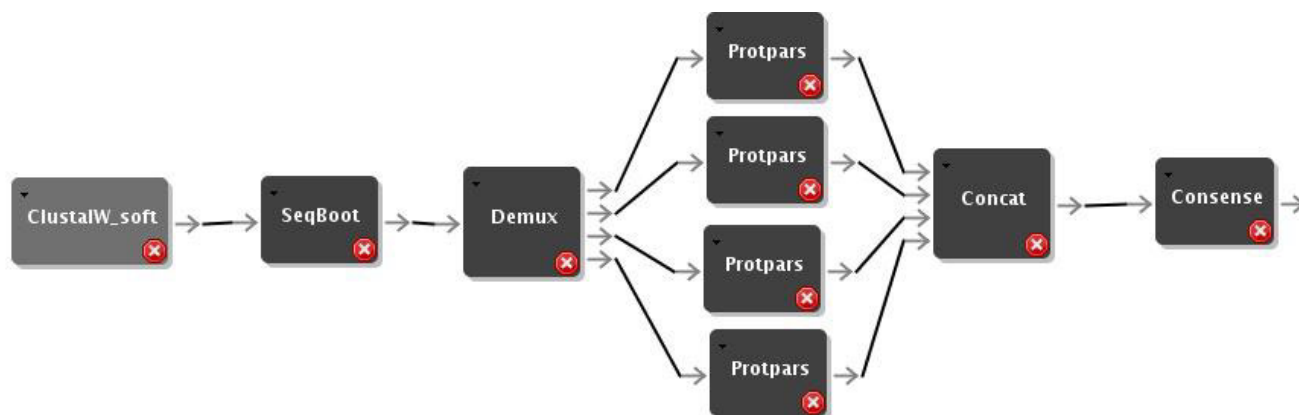 ClustalW_soft
SeqBoot
Demux
Protpars
Protpars
Protpars
Protpars
Concat
Consense